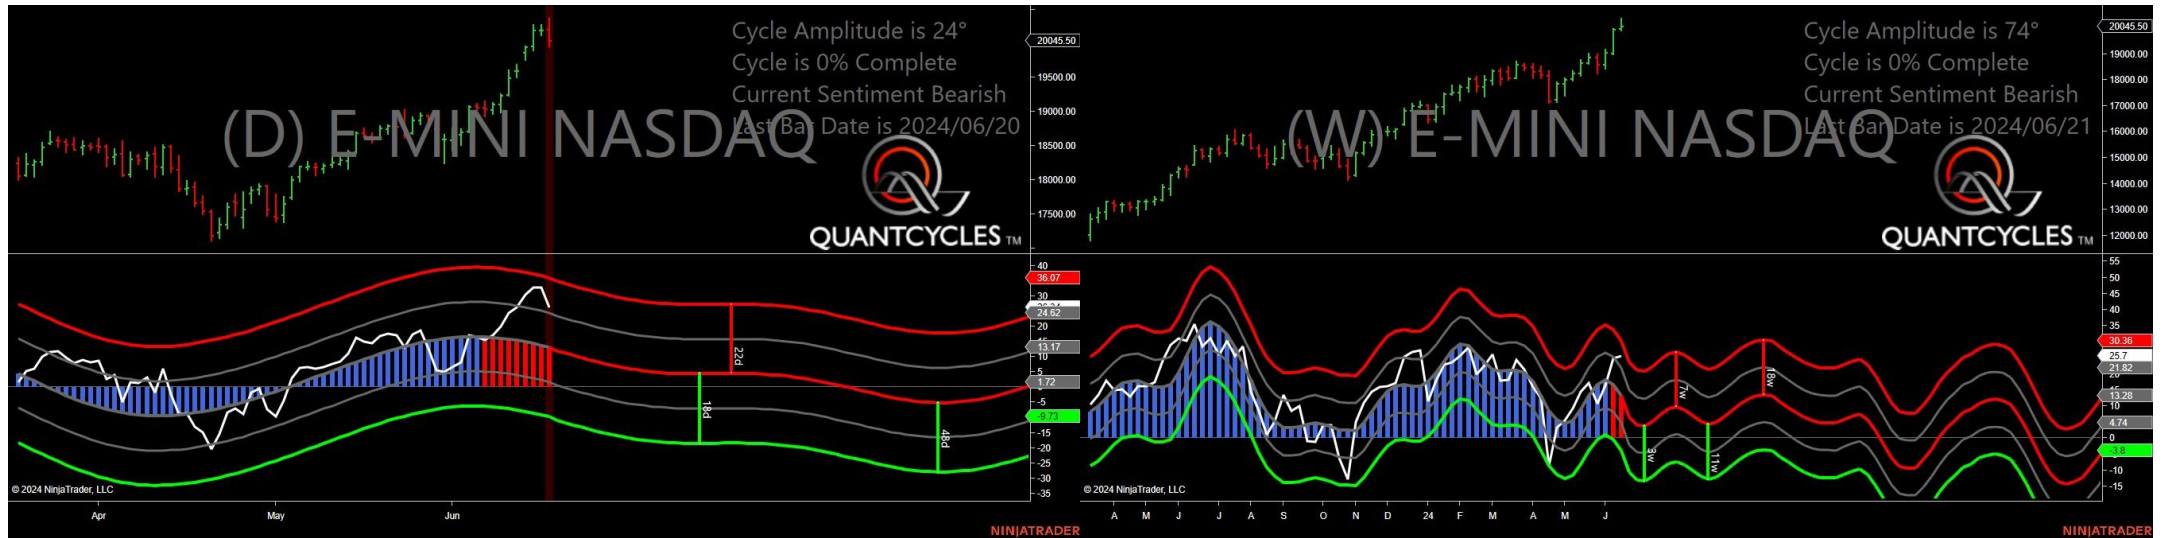 Cycle Amplitude is 24°
Cycle is 0% Complete
Current Sentiment Bearish
Last Bar Date is 2024/06/20
(D) E-MINI NASDAQ
QUANTCYCLES TM
20045.50
19500.00
19000.00
18500.00
18000.00
17500.00
40
36.07
30
24.62
20
13.17
10
5
1.72
-5
-9.73
-15
-20
-25
-30
-35
22d
18d
48d
© 2024 NinjaTrader, LLC
Apr
May
Jun
NINJATRADER
Cycle Amplitude is 74°
Cycle is 0% Complete
Current Sentiment Bearish
Last Bar Date is 2024/06/21
(W) E-MINI NASDAQ
QUANTCYCLES TM
20045.50
19000.00
18000.00
17000.00
16000.00
15000.00
14000.00
13000.00
12000.00
55
50
45
40
35
30.36
25.7
21.82
15
13.28
10
4.74
0
-3.8
-10
-15
7w
18w
11w
© 2024 NinjaTrader, LLC
A M J J A S O N D 24 F M A M J
NINJATRADER